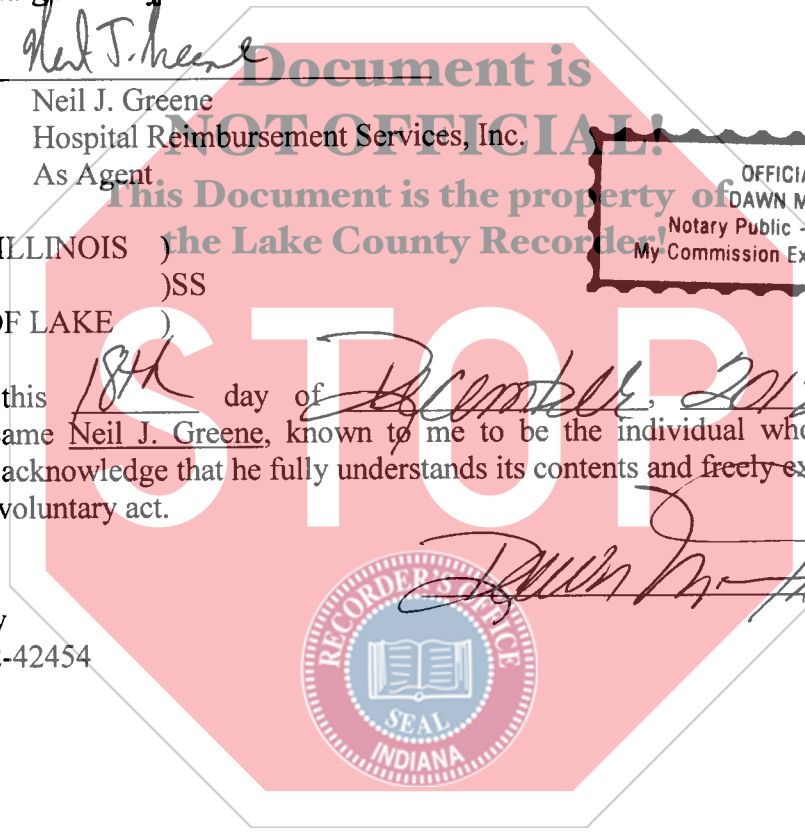 Neil J. Greene
Document is
Neil J. Greene
NOT OFFICIAL!
Hospital Reimbursement Services, Inc.
As Agent
This Document is the property of
the Lake County Recorder!
OFFICIA
DAWN M
Notary Public -
My Commission Ex
ILLINOIS )
)SS
OF LAKE )
STOP
this 18th day of December, 201
ame Neil J. Greene, known to me to be the individual who
acknowledge that he fully understands its contents and freely ex
voluntary act.
-42454
RECORDER'S OFFICE
SEAL
INDIANA